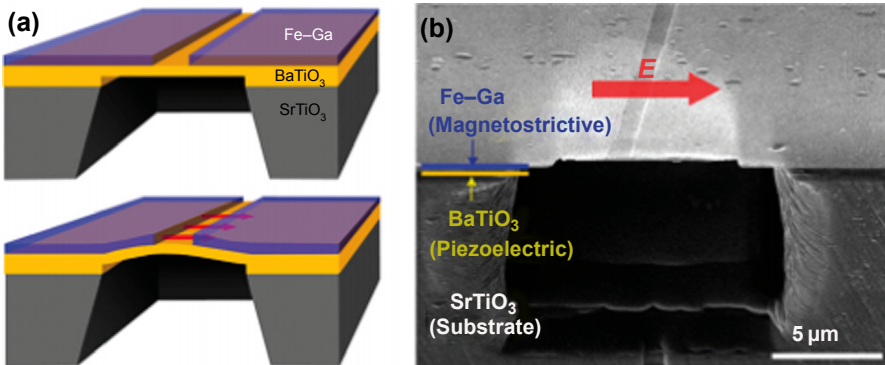 (a)
Fe–Ga
BaTiO₃
SrTiO₃
(b)
E
Fe–Ga
(Magnetostrictive)
BaTiO₃
(Piezoelectric)
SrTiO₃
(Substrate)
5 μm